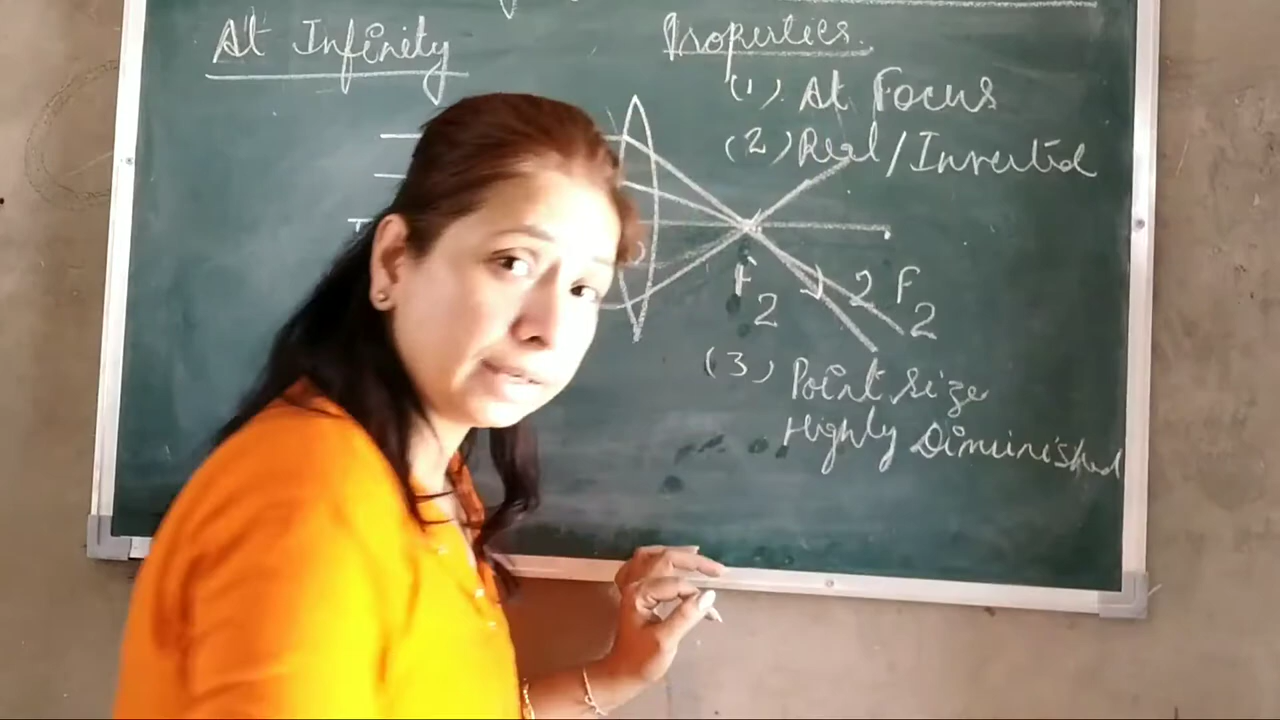 At Infinity
Properties.
(1). At Focus
(2) Real/Inverted
F2
2F2
(3) Point Size
Highly Diminished